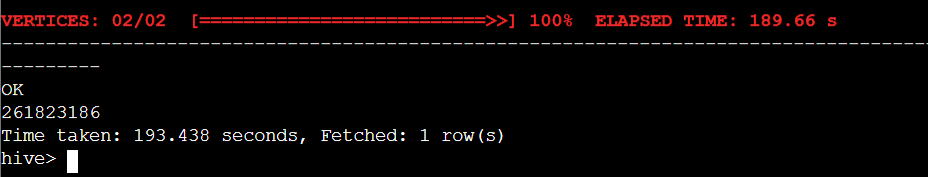 VERTICES: 02/02  [==========================>>] 100%  ELAPSED TIME: 189.66 s
--------------------------------------------------------------------------------------
---------
OK
261823186
Time taken: 193.438 seconds, Fetched: 1 row(s)
hive>